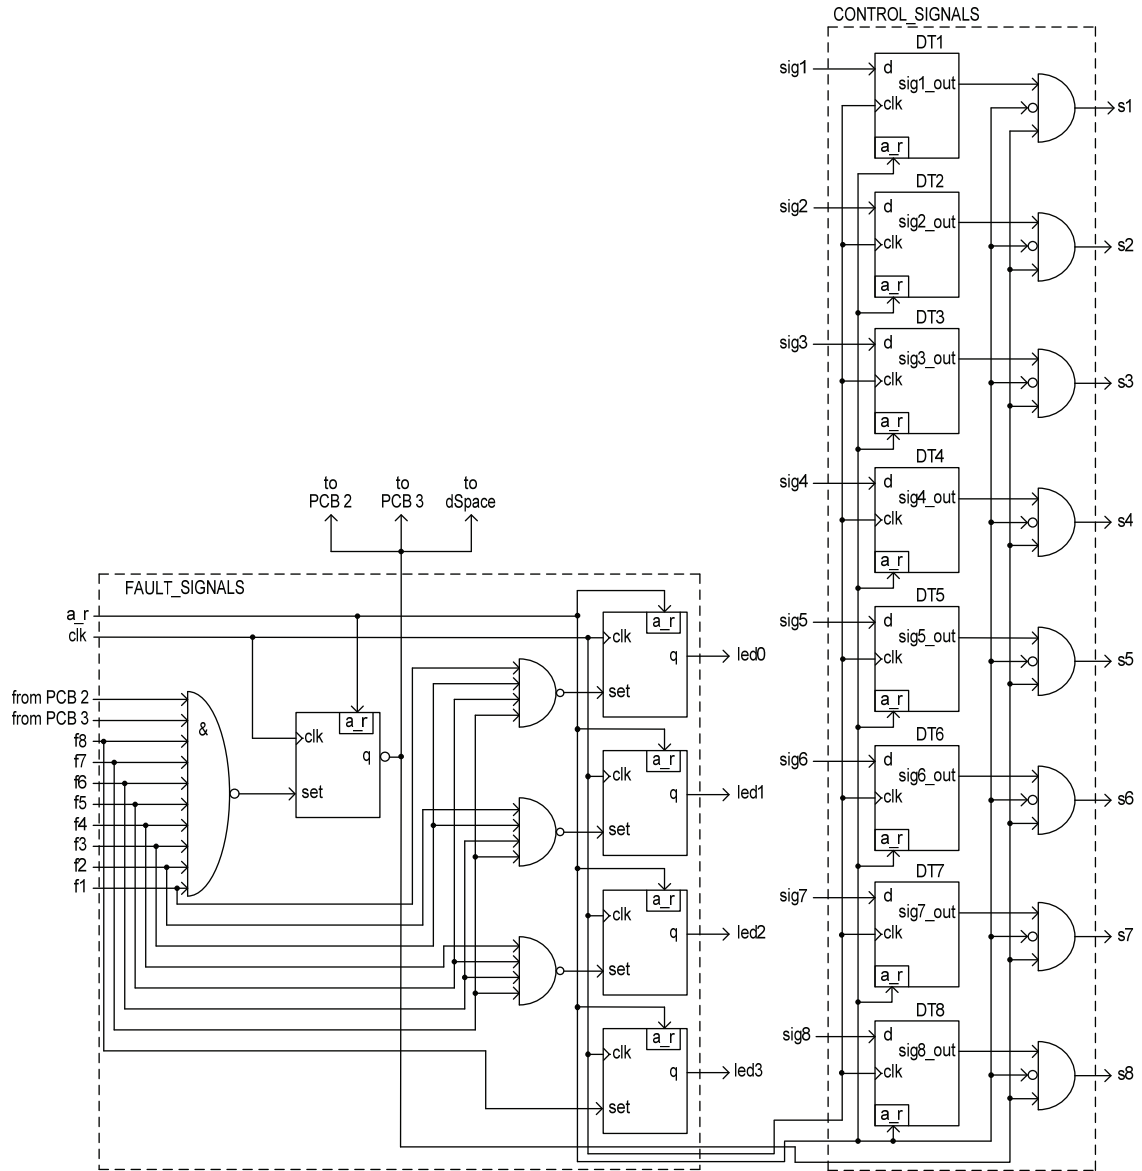 CONTROL_SIGNALS
DT1
sig1
d
sig1_out
clk
s1
a_r
DT2
sig2
d
sig2_out
clk
s2
a_r
DT3
sig3
d
sig3_out
clk
s3
a_r
DT4
sig4
d
sig4_out
clk
s4
a_r
DT5
sig5
d
sig5_out
clk
s5
a_r
DT6
sig6
d
sig6_out
clk
s6
a_r
DT7
sig7
d
sig7_out
clk
s7
a_r
DT8
sig8
d
sig8_out
clk
s8
a_r
to
PCB 2
to
PCB 3
to
dSpace
FAULT_SIGNALS
a_r
clk
from PCB 2
from PCB 3
f8
f7
f6
f5
f4
f3
f2
f1
&
a_r
clk
q
set
a_r
clk
q
led0
set
a_r
clk
q
led1
set
a_r
clk
q
led2
set
a_r
clk
q
led3
set